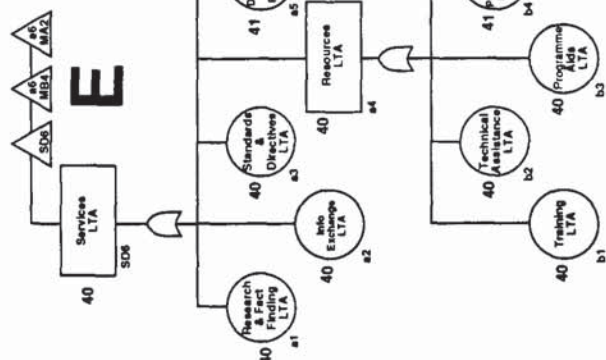 SD6
a6
MB4
a6
MA2
E
Services
LTA
40
SD6
Research
& Fact
Finding
LTA
40
a1
Info
Exchange
LTA
40
a2
Standards
&
Directives
LTA
40
a3
Resources
LTA
40
a4
41
a5
Training
LTA
40
b1
Technical
Assistance
LTA
40
b2
Programme
Aids
LTA
40
b3
41
b4